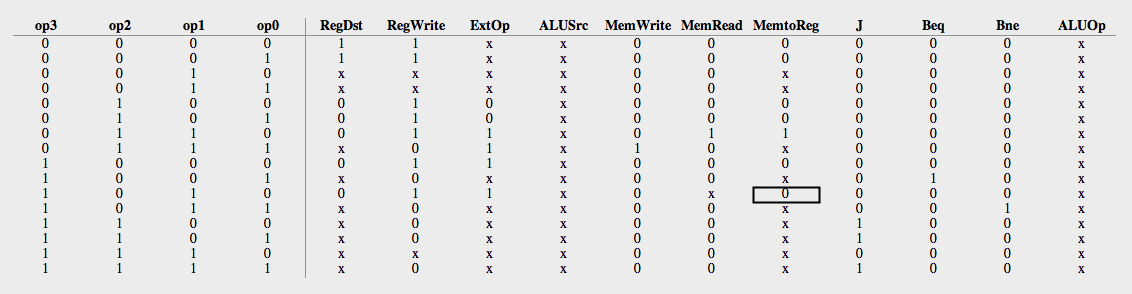 op3 op2 op1 op0 RegDst RegWrite ExtOp ALUSrc MemWrite MemRead MemtoReg J Beq Bne ALUOp
0 0 0 0 1 1 x x 0 0 0 0 0 0 x
0 0 0 1 1 1 x x 0 0 0 0 0 0 x
0 0 1 0 x x x x 0 0 x 0 0 0 x
0 0 1 1 x x x x 0 0 x 0 0 0 x
0 1 0 0 0 1 0 x 0 0 0 0 0 0 x
0 1 0 1 0 1 0 x 0 0 0 0 0 0 x
0 1 1 0 0 1 1 x 0 1 1 0 0 0 x
0 1 1 1 x 0 1 x 1 0 x 0 0 0 x
1 0 0 0 0 1 1 x 0 0 0 0 0 0 x
1 0 0 1 x 0 x x 0 0 x 0 1 0 x
1 0 1 0 0 1 1 x 0 x 0 0 0 0 x
1 0 1 1 x 0 x x 0 0 x 0 0 1 x
1 1 0 0 x 0 x x 0 0 x 1 0 0 x
1 1 0 1 x 0 x x 0 0 x 1 0 0 x
1 1 1 0 x x x x 0 0 x 0 0 0 x
1 1 1 1 x 0 x x 0 0 x 1 0 0 x